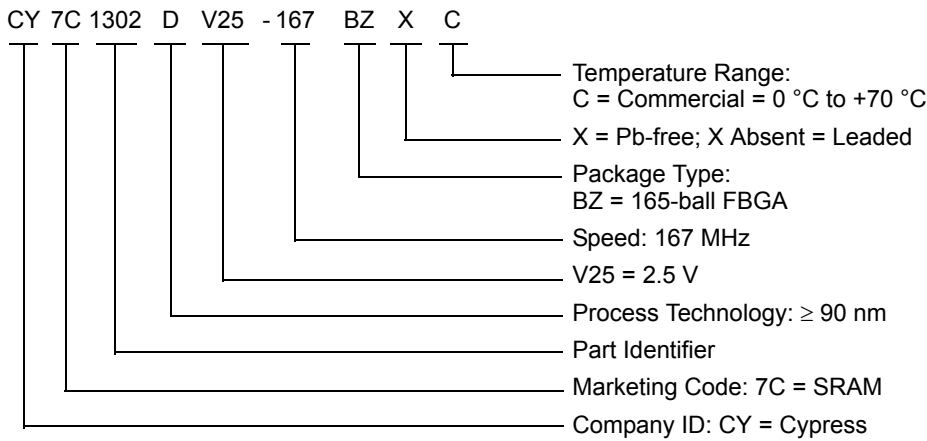 CY 7C 1302 D V25 - 167 BZ X C
Temperature Range:
C = Commercial = 0 °C to +70 °C
X = Pb-free; X Absent = Leaded
Package Type:
BZ = 165-ball FBGA
Speed: 167 MHz
V25 = 2.5 V
Process Technology: ≥ 90 nm
Part Identifier
Marketing Code: 7C = SRAM
Company ID: CY = Cypress